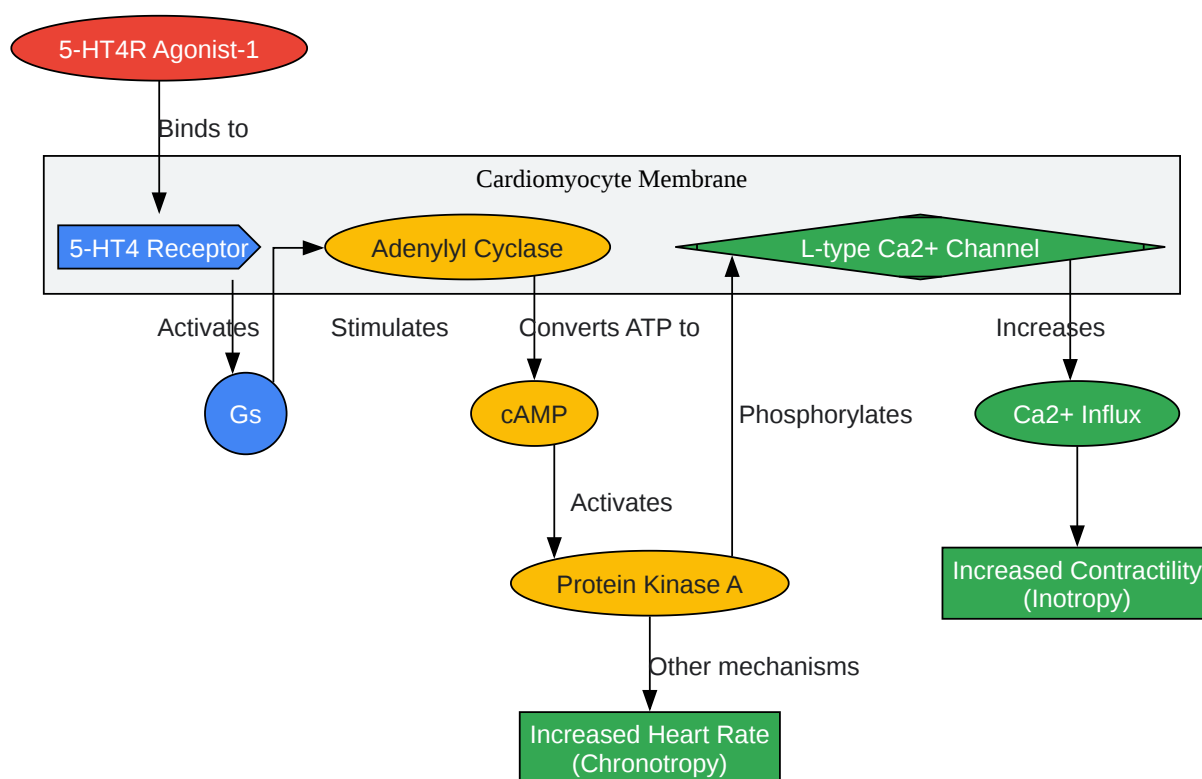 5-HT4R Agonist-1
Binds to
Cardiomyocyte Membrane
5-HT4 Receptor
Adenylyl Cyclase
L-type Ca2+ Channel
Activates
Stimulates
Converts ATP to
Increases
Gs
cAMP
Phosphorylates
Ca2+ Influx
Activates
Protein Kinase A
Increased Contractility
(Inotropy)
Other mechanisms
Increased Heart Rate
(Chronotropy)